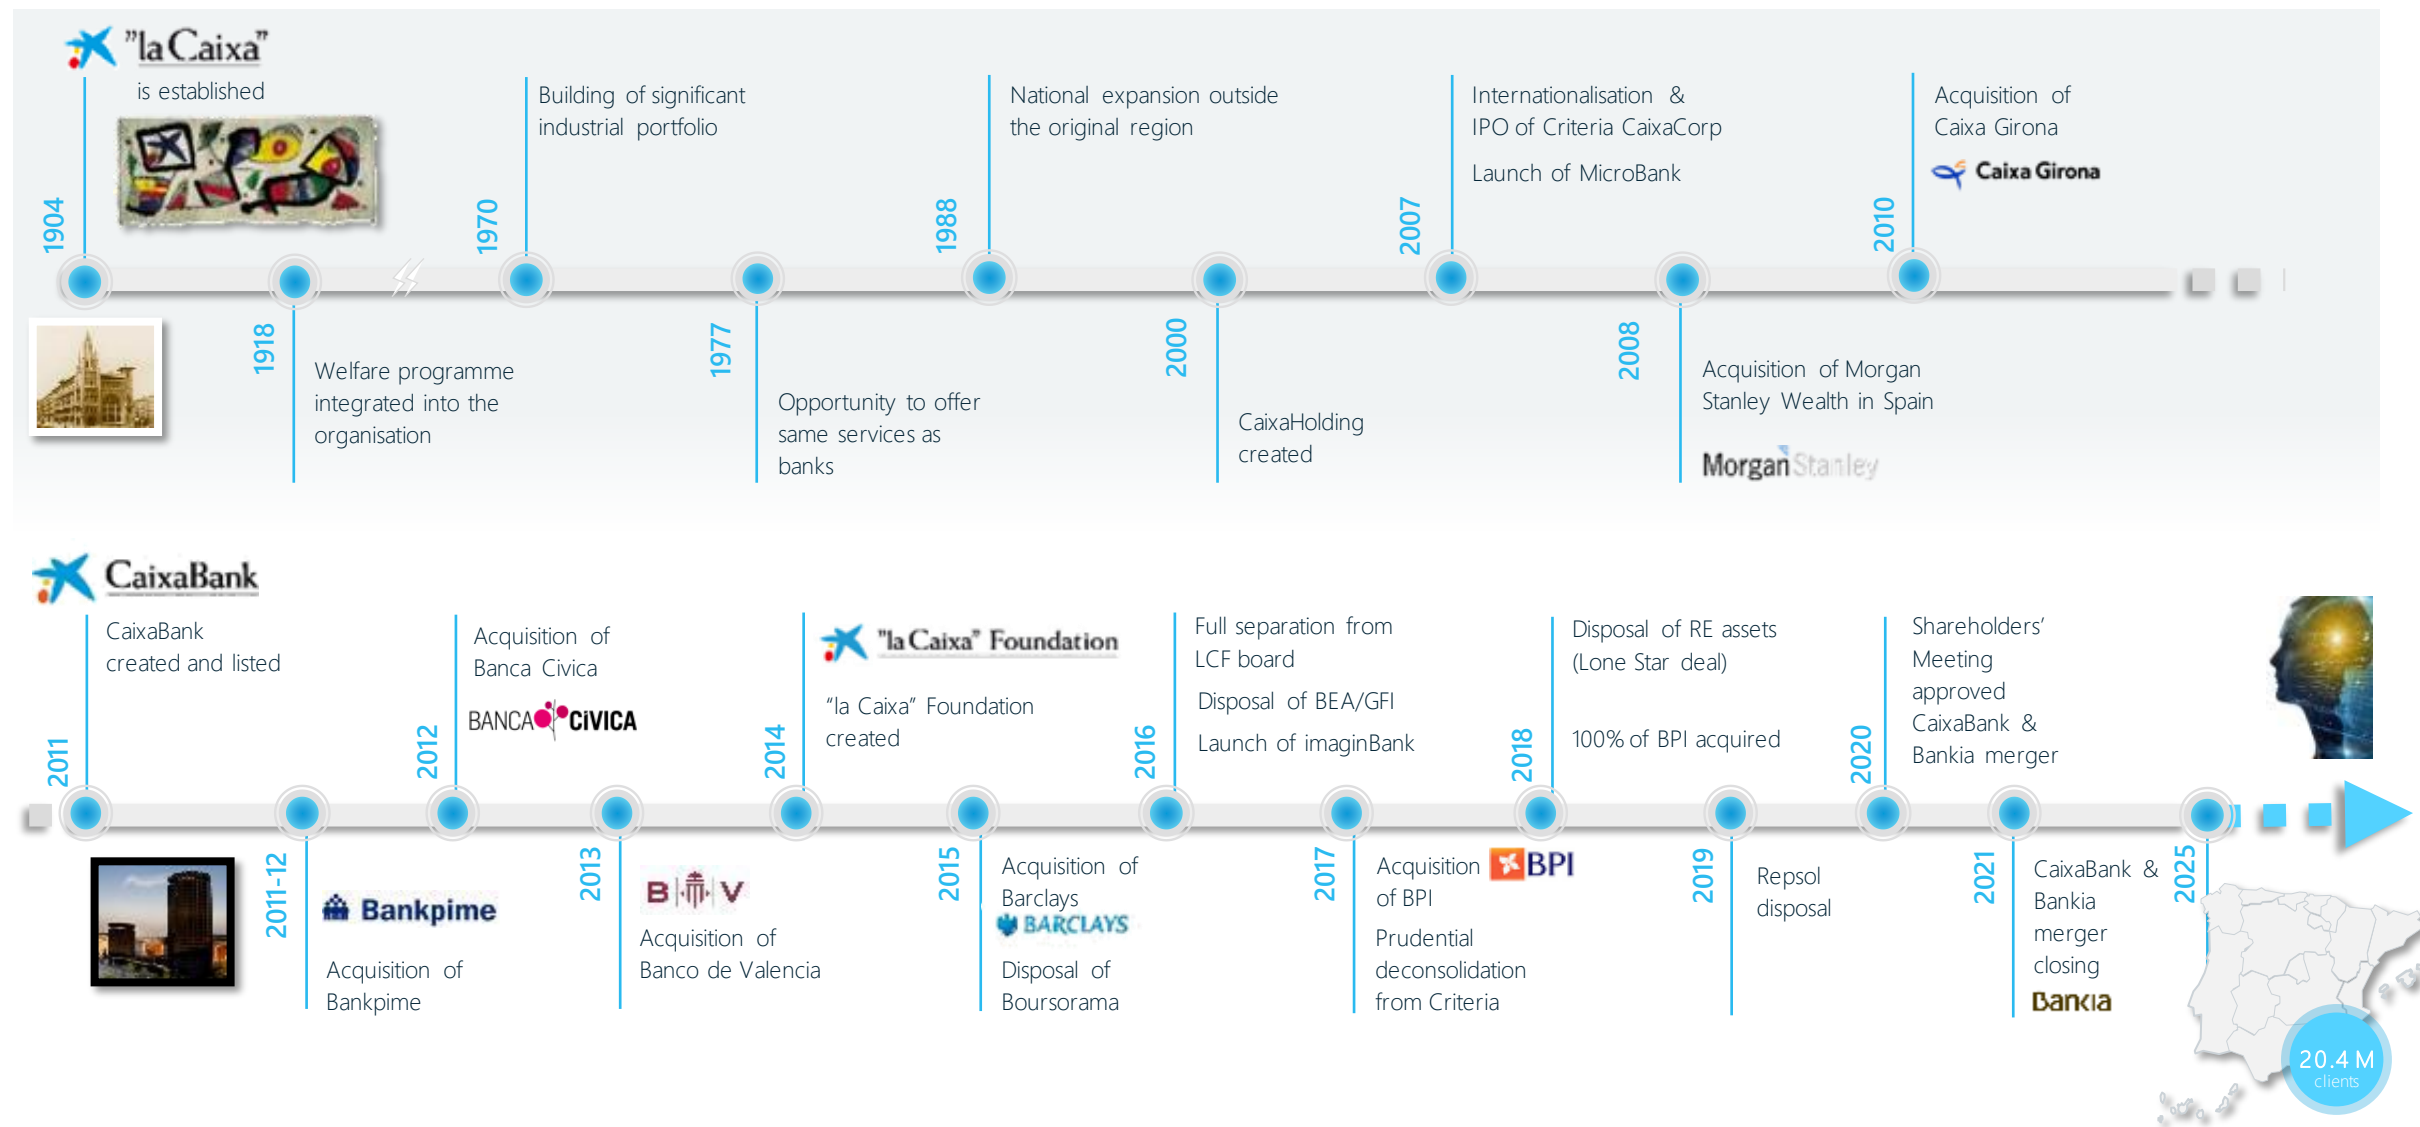 "la Caixa"
is established
1904
1918
Welfare programme
integrated into the
organisation
1970
Building of significant
industrial portfolio
1977
Opportunity to offer
same services as
banks
1988
National expansion outside
the original region
2000
CaixaHolding
created
2007
Internationalisation &
IPO of Criteria CaixaCorp
Launch of MicroBank
2008
Acquisition of Morgan
Stanley Wealth in Spain
Morgan Stanley
2010
Acquisition of
Caixa Girona
Caixa Girona
CaixaBank
CaixaBank
created and listed
2011
2011-12
Bankpime
Acquisition of
Bankpime
2012
Acquisition of
Banca Civica
BANCA CíVICA
2013
B V
Acquisition of
Banco de Valencia
2014
"la Caixa" Foundation
“la Caixa” Foundation
created
2015
Acquisition of
Barclays
BARCLAYS
Disposal of
Boursorama
2016
Full separation from
LCF board
Disposal of BEA/GFI
Launch of imaginBank
2017
Acquisition
of BPI
BPI
Prudential
deconsolidation
from Criteria
2018
Disposal of RE assets
(Lone Star deal)
100% of BPI acquired
2019
Repsol
disposal
2020
Shareholders’
Meeting
approved
CaixaBank &
Bankia merger
2021
CaixaBank &
Bankia
merger
closing
Bankia
2025
20.4 M
clients